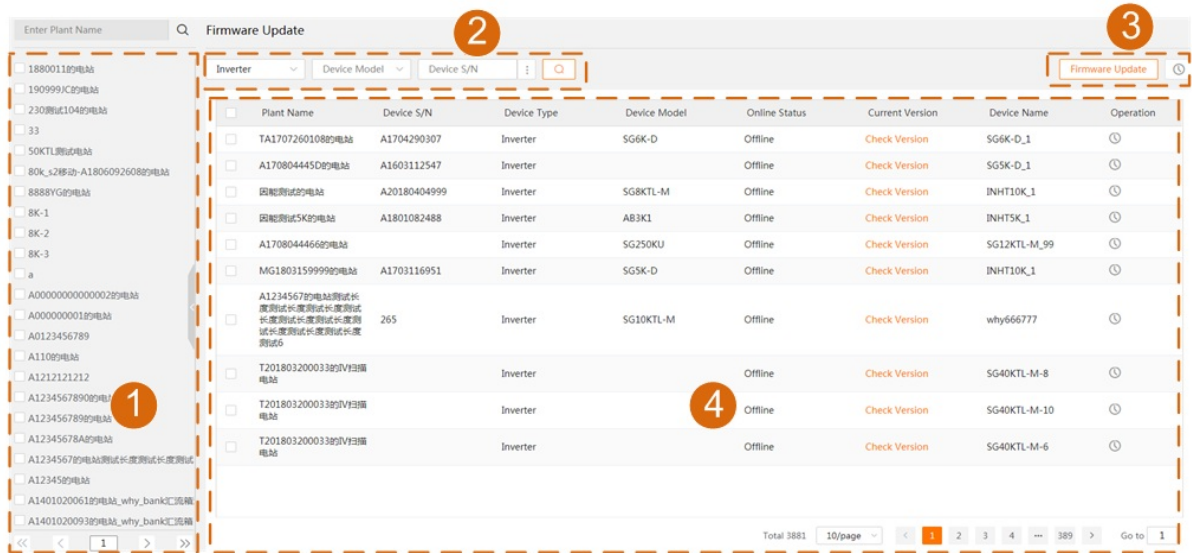 Enter Plant Name
Firmware Update
2
3
1880011的电站
190999JC的电站
230测试104的电站
33
50KTL测试电站
80k_s2移动-A1806092608的电站
8888YG的电站
8K-1
8K-2
8K-3
a
A00000000000002的电站
A000000001的电站
A0123456789
A110的电站
A1212121212
A1234567890的电
A123456789的电站
A12345678A的电站
A1234567的电站测试长度测试长度测试
A12345的电站
A1401020061的电站_why_bank汇流箱
A1401020093的电站_why_bank汇流箱
1
<< < 1 > >>
Inverter Device Model Device S/N
Firmware Update
Plant Name Device S/N Device Type Device Model Online Status Current Version Device Name Operation
TA1707260108的电站 A1704290307 Inverter SG6K-D Offline Check Version SG6K-D_1
A170804445D的电站 A1603112547 Inverter Offline Check Version SG5K-D_1
因能测试的电站 A20180404999 Inverter SG8KTL-M Offline Check Version INHT10K_1
因能测试5K的电站 A1801082488 Inverter AB3K1 Offline Check Version INHT5K_1
A1708044466的电站 Inverter SG250KU Offline Check Version SG12KTL-M_99
MG1803159999的电站 A1703116951 Inverter SG5K-D Offline Check Version INHT10K_1
A1234567的电站测试长
度测试长度测试长度测试
长度测试长度测试长度测 265 Inverter SG10KTL-M Offline Check Version why666777
试长度测试长度测试长度
测试6
T201803200033的IV扫描
电站 Inverter Offline Check Version SG40KTL-M-8
T201803200033的IV扫描
电站 Inverter Offline Check Version SG40KTL-M-10
T201803200033的IV扫描
电站 Inverter Offline Check Version SG40KTL-M-6
4
Total 3881 10/page < 1 2 3 4 ••• 389 > Go to 1